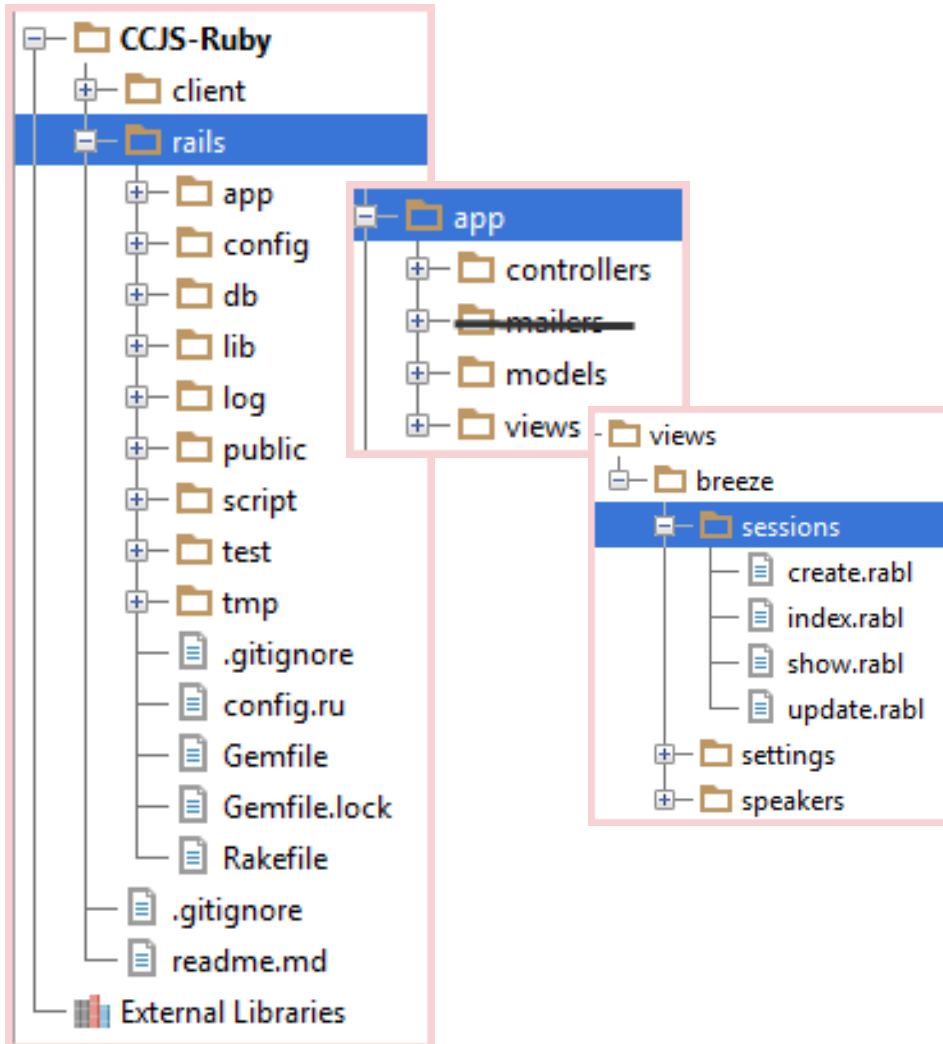 CCJS-Ruby
client
rails
app
config
db
lib
log
public
script
test
tmp
.gitignore
config.ru
Gemfile
Gemfile.lock
Rakefile
.gitignore
readme.md
External Libraries
app
controllers
mailers
models
views
views
breeze
sessions
create.rabl
index.rabl
show.rabl
update.rabl
settings
speakers